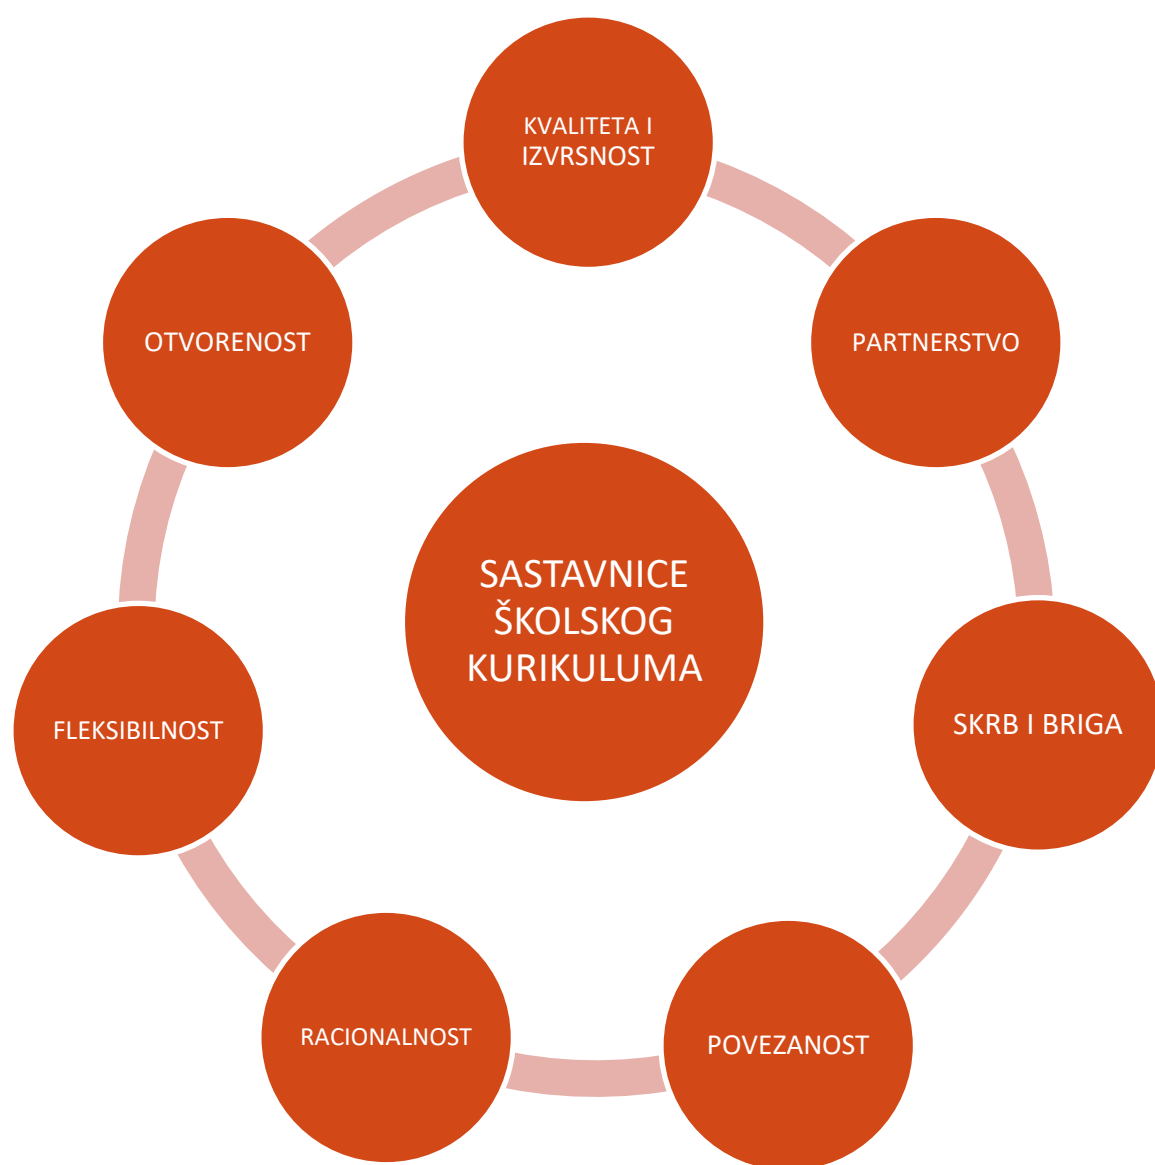 KVALITETA I
IZVRSNOST
PARTNERSTVO
SKRB I BRIGA
POVEZANOST
RACIONALNOST
FLEKSIBILNOST
OTVORENOST
SASTAVNICE
ŠKOLSKOG
KURIKULUMA